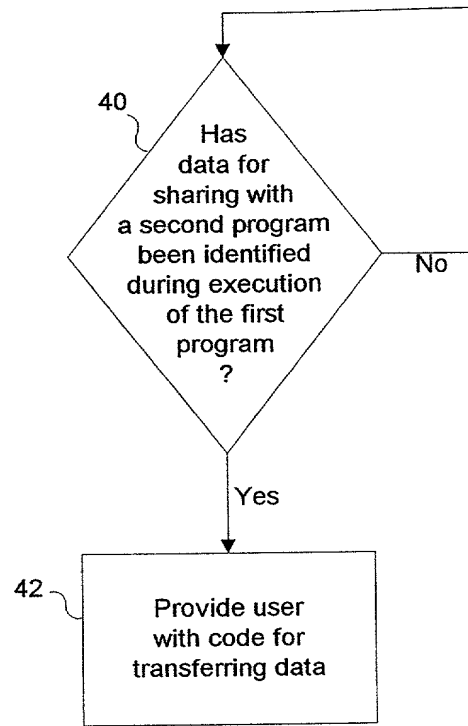 40
Has
data for
sharing with
a second program
been identified
during execution
of the first
program
?
No
Yes
42
Provide user
with code for
transferring data